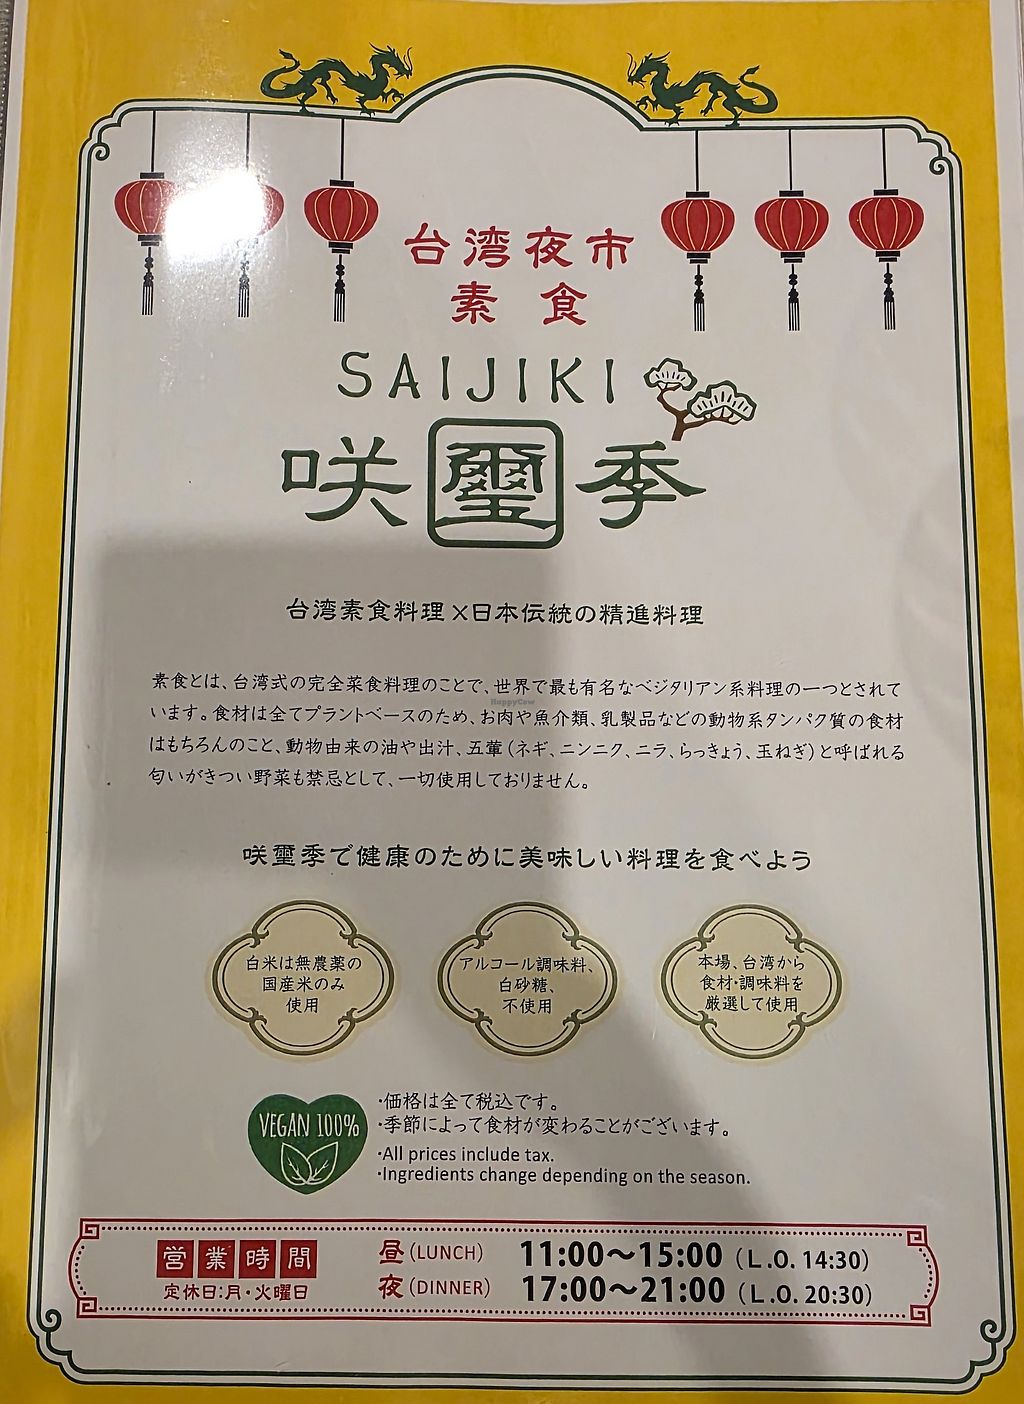 台湾夜市
素食
SAIJIKI
咲璽季
台湾素食料理×日本伝統の精進料理
素食とは、台湾式の完全菜食料理のことで、世界で最も有名なベジタリアン系料理の一つとされて
います。食材は全てプラントベースのため、お肉や魚介類、乳製品などの動物系タンパク質の食材
はもちろんのこと、動物由来の油や出汁、五葷(ネギ、ニンニク、ニラ、らっきょう、玉ねぎ)と呼ばれる
匂いがきつい野菜も禁忌として、一切使用しておりません。
HappyCow
咲璽季で健康のために美味しい料理を食べよう
白米は無農薬の
国産米のみ
使用
アルコール調味料、
白砂糖、
不使用
本場、台湾から
食材・調味料を
厳選して使用
VEGAN 100%
・価格は全て税込です。
・季節によって食材が変わることがございます。
・All prices include tax.
・Ingredients change depending on the season.
営業時間
定休日:月・火曜日
昼(LUNCH) 11:00〜15:00(L.O. 14:30)
夜(DINNER) 17:00〜21:00(L.O. 20:30)